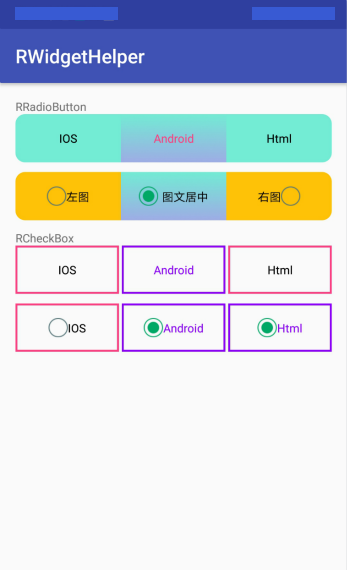 RWidgetHelper
RRadioButton
IOS Android Html
左图 图文居中 右图
RCheckBox
IOS Android Html
IOS Android Html